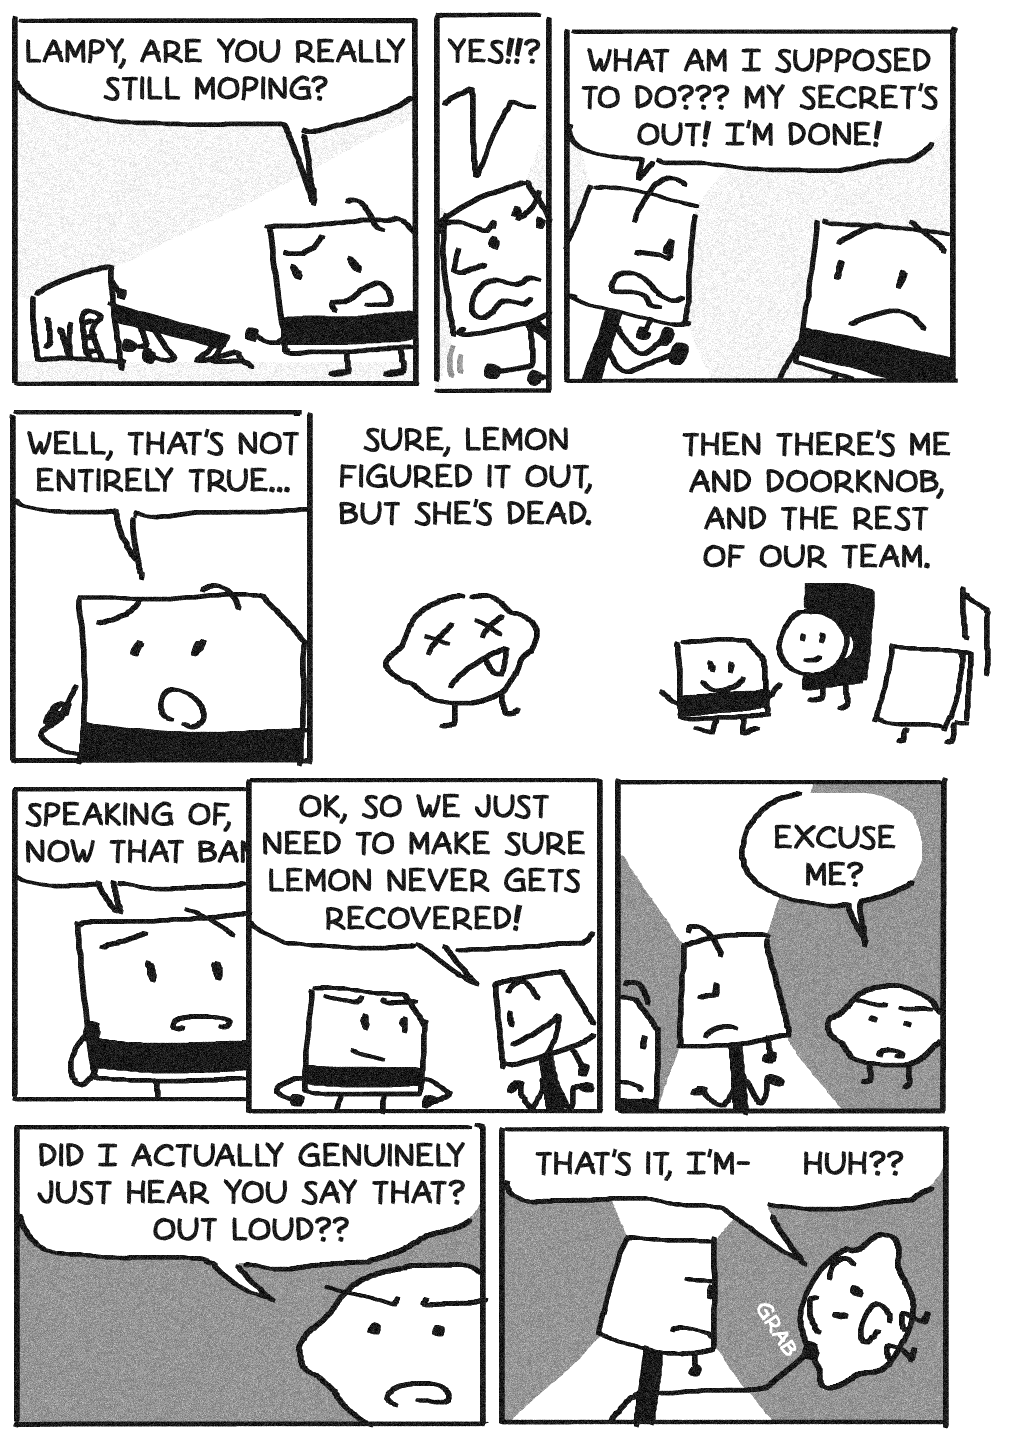 LAMPY, ARE YOU REALLY
STILL MOPING?
YES!!?
WHAT AM I SUPPOSED
TO DO??? MY SECRET'S
OUT! I'M DONE!
WELL, THAT'S NOT
ENTIRELY TRUE...
SURE, LEMON
FIGURED IT OUT,
BUT SHE'S DEAD.
THEN THERE'S ME
AND DOORKNOB,
AND THE REST
OF OUR TEAM.
SPEAKING OF,
NOW THAT BAN
OK, SO WE JUST
NEED TO MAKE SURE
LEMON NEVER GETS
RECOVERED!
EXCUSE
ME?
DID I ACTUALLY GENUINELY
JUST HEAR YOU SAY THAT?
OUT LOUD??
THAT'S IT, I'M- HUH??
GRAB